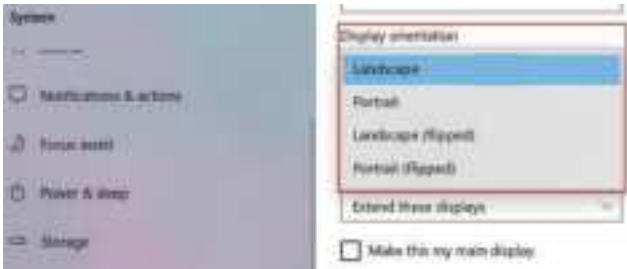 System
Notifications & actions
Focus assist
Power & sleep
Storage
Display orientation
Landscape
Portrait
Landscape (flipped)
Portrait (flipped)
Extend these displays
Make this my main display